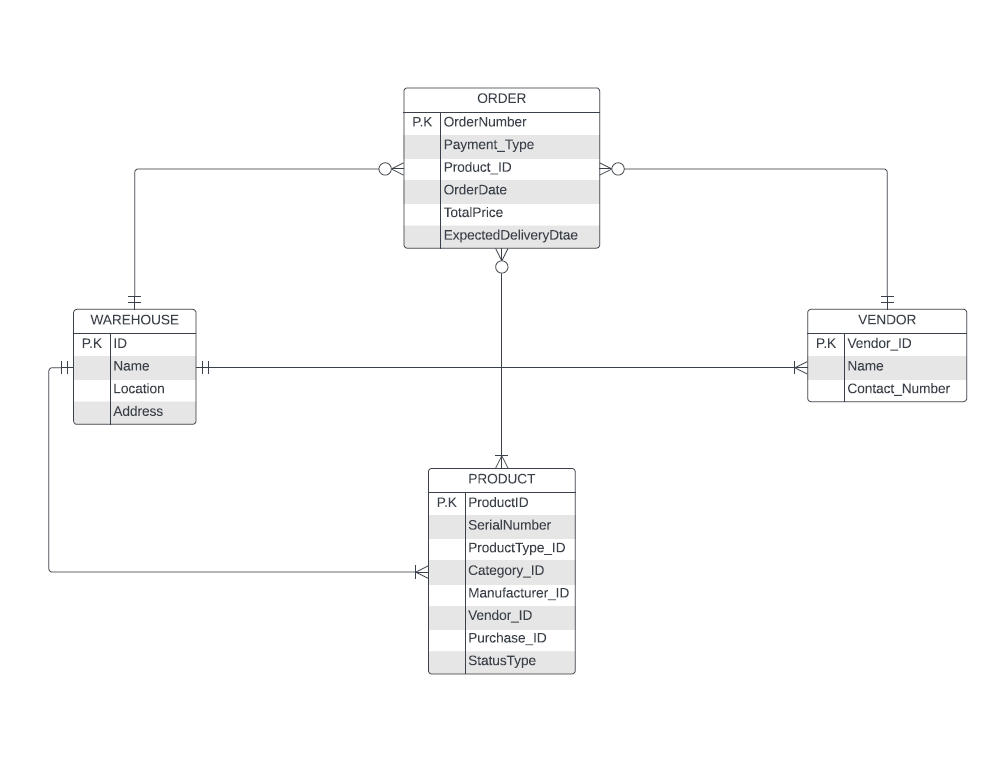 ORDER
P.K OrderNumber
Payment_Type
Product_ID
OrderDate
TotalPrice
ExpectedDeliveryDtae
WAREHOUSE
P.K ID
Name
Location
Address
VENDOR
P.K Vendor_ID
Name
Contact_Number
PRODUCT
P.K ProductID
SerialNumber
ProductType_ID
Category_ID
Manufacturer_ID
Vendor_ID
Purchase_ID
StatusType